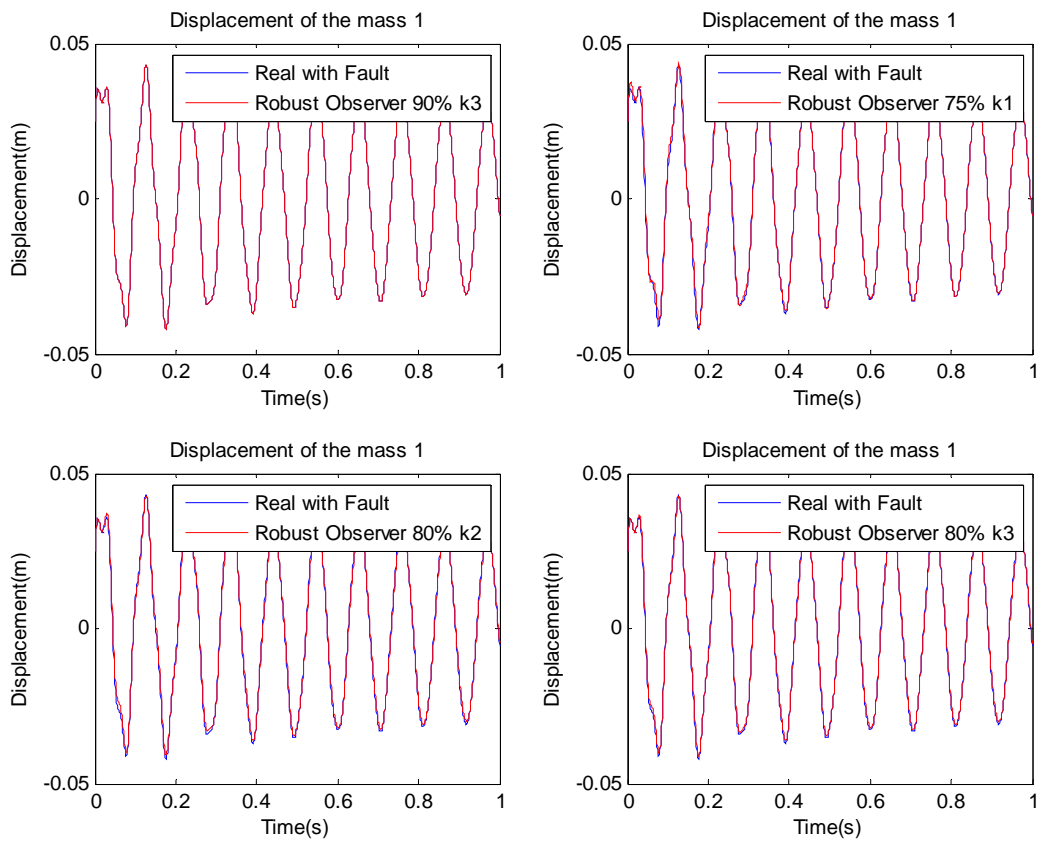 Displacement of the mass 1
0.05
Real with Fault
Robust Observer 90% k3
Displacement(m)
0
-0.05
0 0.2 0.4 0.6 0.8 1
Time(s)
Displacement of the mass 1
0.05
Real with Fault
Robust Observer 75% k1
Displacement(m)
0
-0.05
0 0.2 0.4 0.6 0.8 1
Time(s)
Displacement of the mass 1
0.05
Real with Fault
Robust Observer 80% k2
Displacement(m)
0
-0.05
0 0.2 0.4 0.6 0.8 1
Time(s)
Displacement of the mass 1
0.05
Real with Fault
Robust Observer 80% k3
Displacement(m)
0
-0.05
0 0.2 0.4 0.6 0.8 1
Time(s)